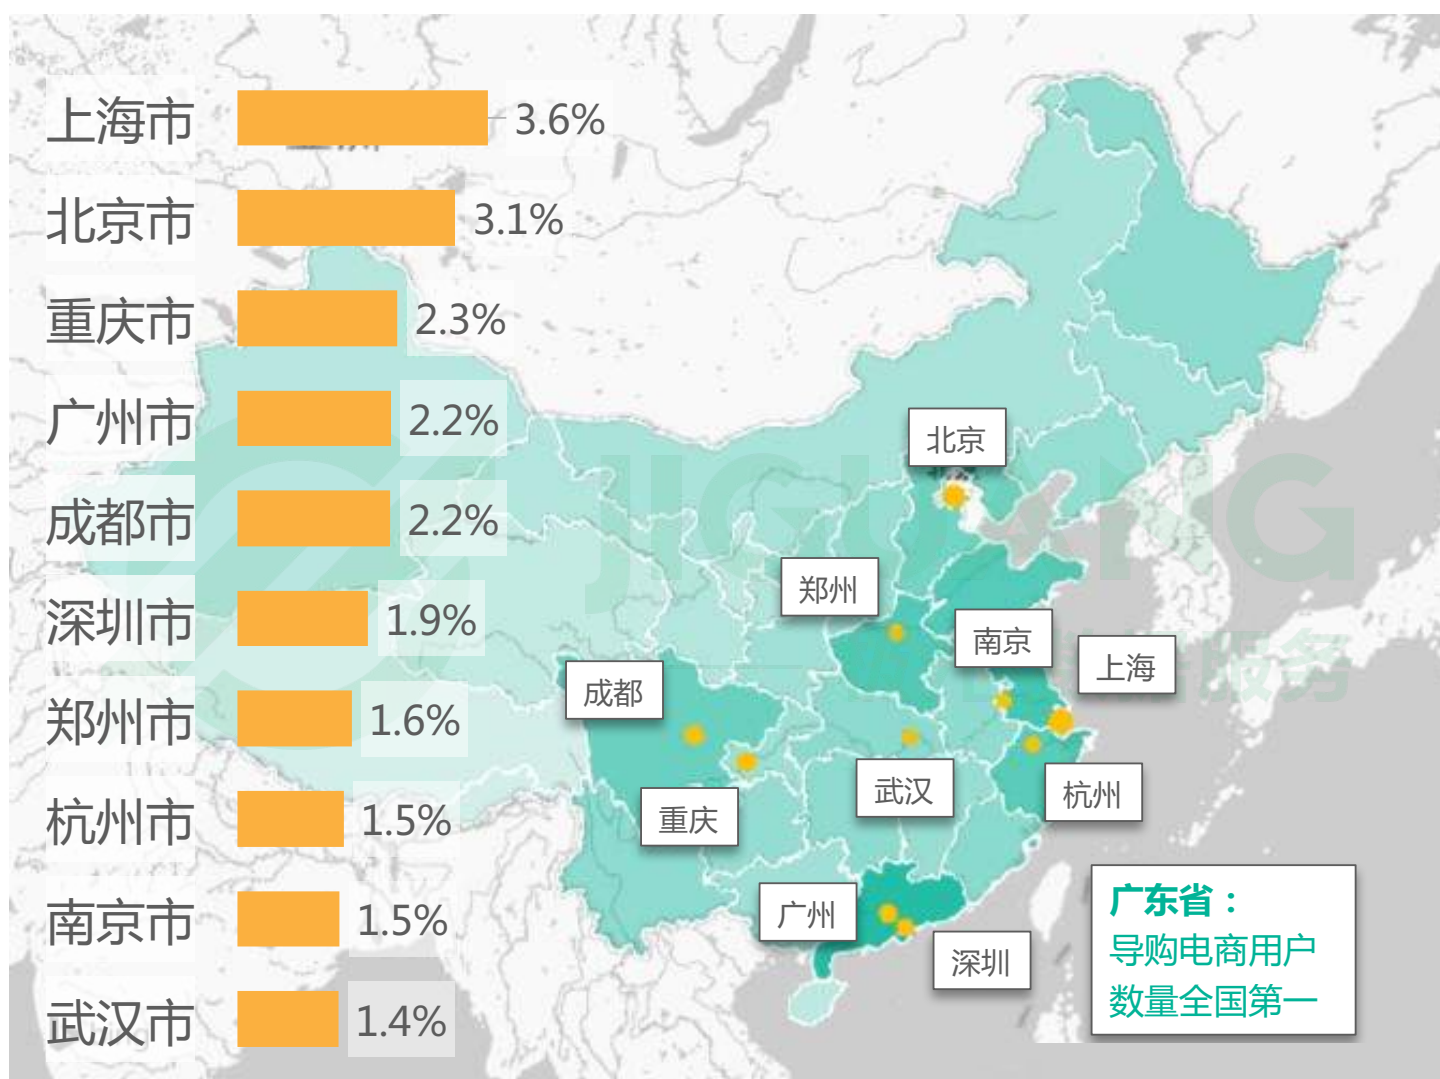 上海市 3.6%
北京市 3.1%
重庆市 2.3%
广州市 2.2%
成都市 2.2%
深圳市 1.9%
郑州市 1.6%
杭州市 1.5%
南京市 1.5%
武汉市 1.4%
北京
郑州
南京
上海
成都
武汉
杭州
重庆
广州
深圳
广东省：
导购电商用户
数量全国第一
JIGUANG
服务